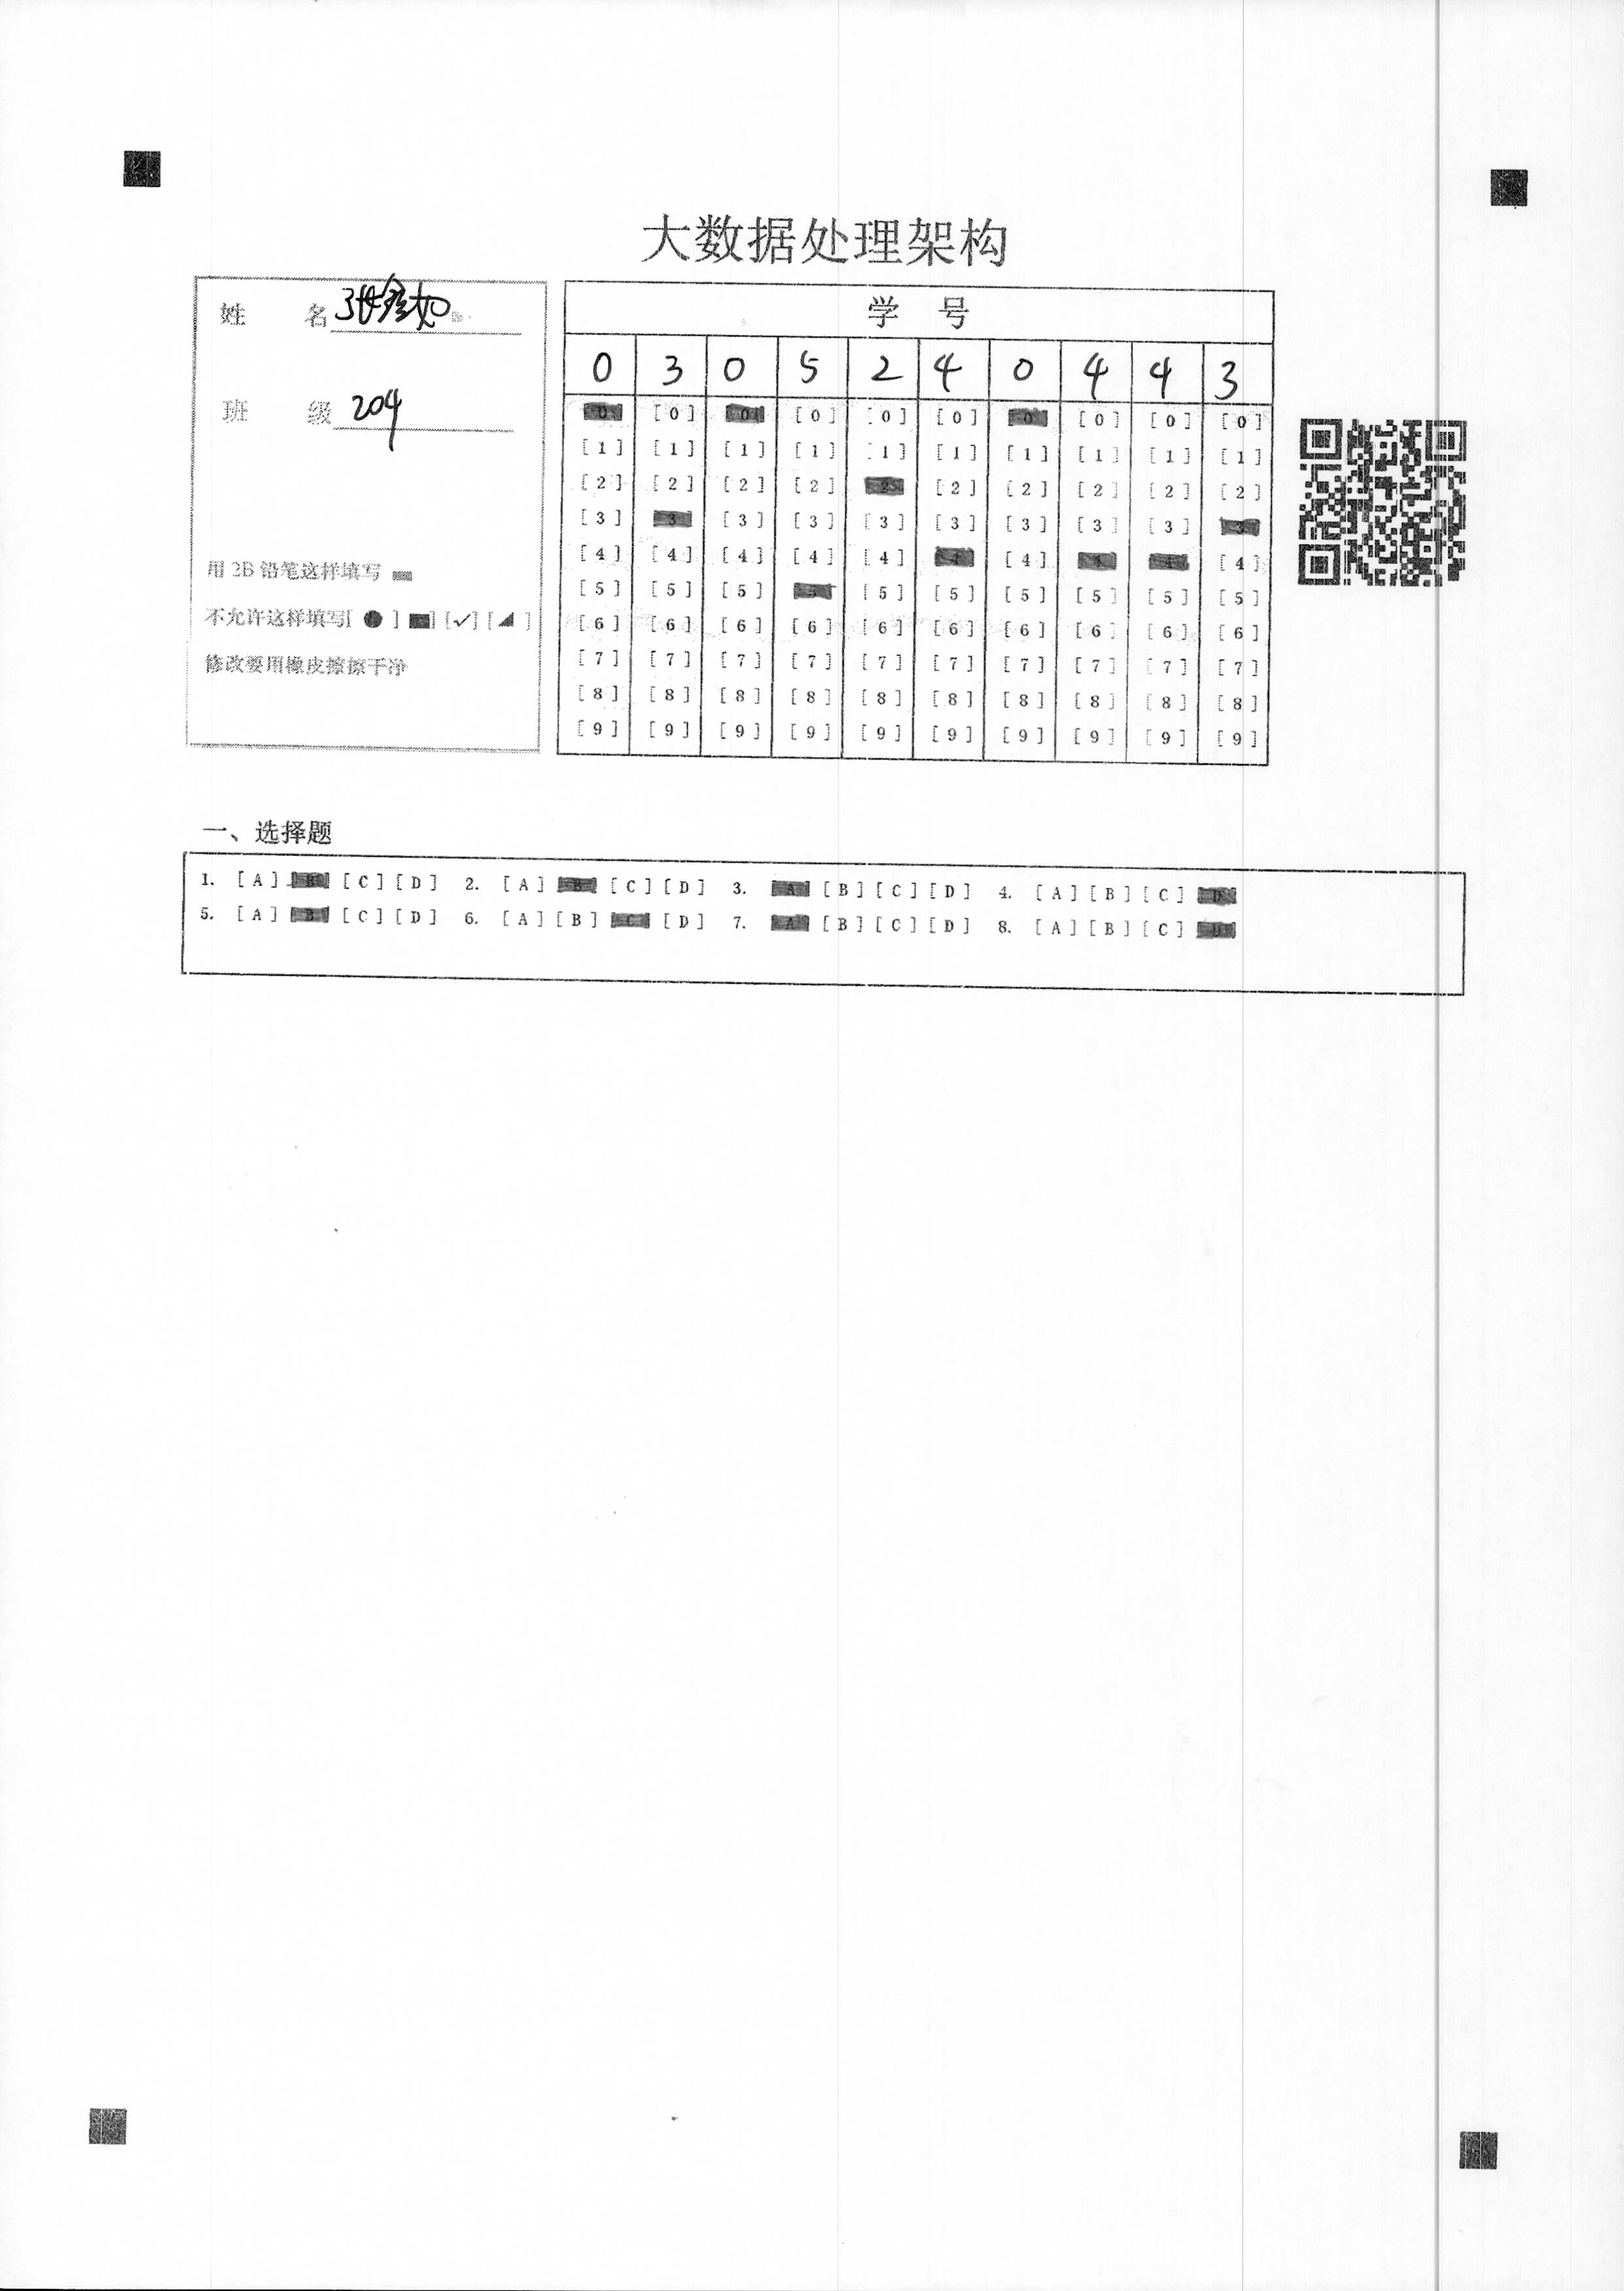 大数据处理架构
姓 名
班 级 204
用 2B 铅笔这样填写
不允许这样填写[ ● ] ■] [✓] [◢ ]
修改要用橡皮擦擦干净
学 号
0 3 0 5 2 4 0 4 4 3
[0] [0] [0] [0] [0] [0] [0] [0] [0] [0]
[1] [1] [1] [1] [1] [1] [1] [1] [1] [1]
[2] [2] [2] [2] [2] [2] [2] [2] [2] [2]
[3] [3] [3] [3] [3] [3] [3] [3] [3] [3]
[4] [4] [4] [4] [4] [4] [4] [4] [4] [4]
[5] [5] [5] [5] [5] [5] [5] [5] [5] [5]
[6] [6] [6] [6] [6] [6] [6] [6] [6] [6]
[7] [7] [7] [7] [7] [7] [7] [7] [7] [7]
[8] [8] [8] [8] [8] [8] [8] [8] [8] [8]
[9] [9] [9] [9] [9] [9] [9] [9] [9] [9]
一、选择题
1. [A] [B] [C] [D] 2. [A] [B] [C] [D] 3. [A] [B] [C] [D] 4. [A] [B] [C] [D]
5. [A] [B] [C] [D] 6. [A] [B] [C] [D] 7. [A] [B] [C] [D] 8. [A] [B] [C] [D]